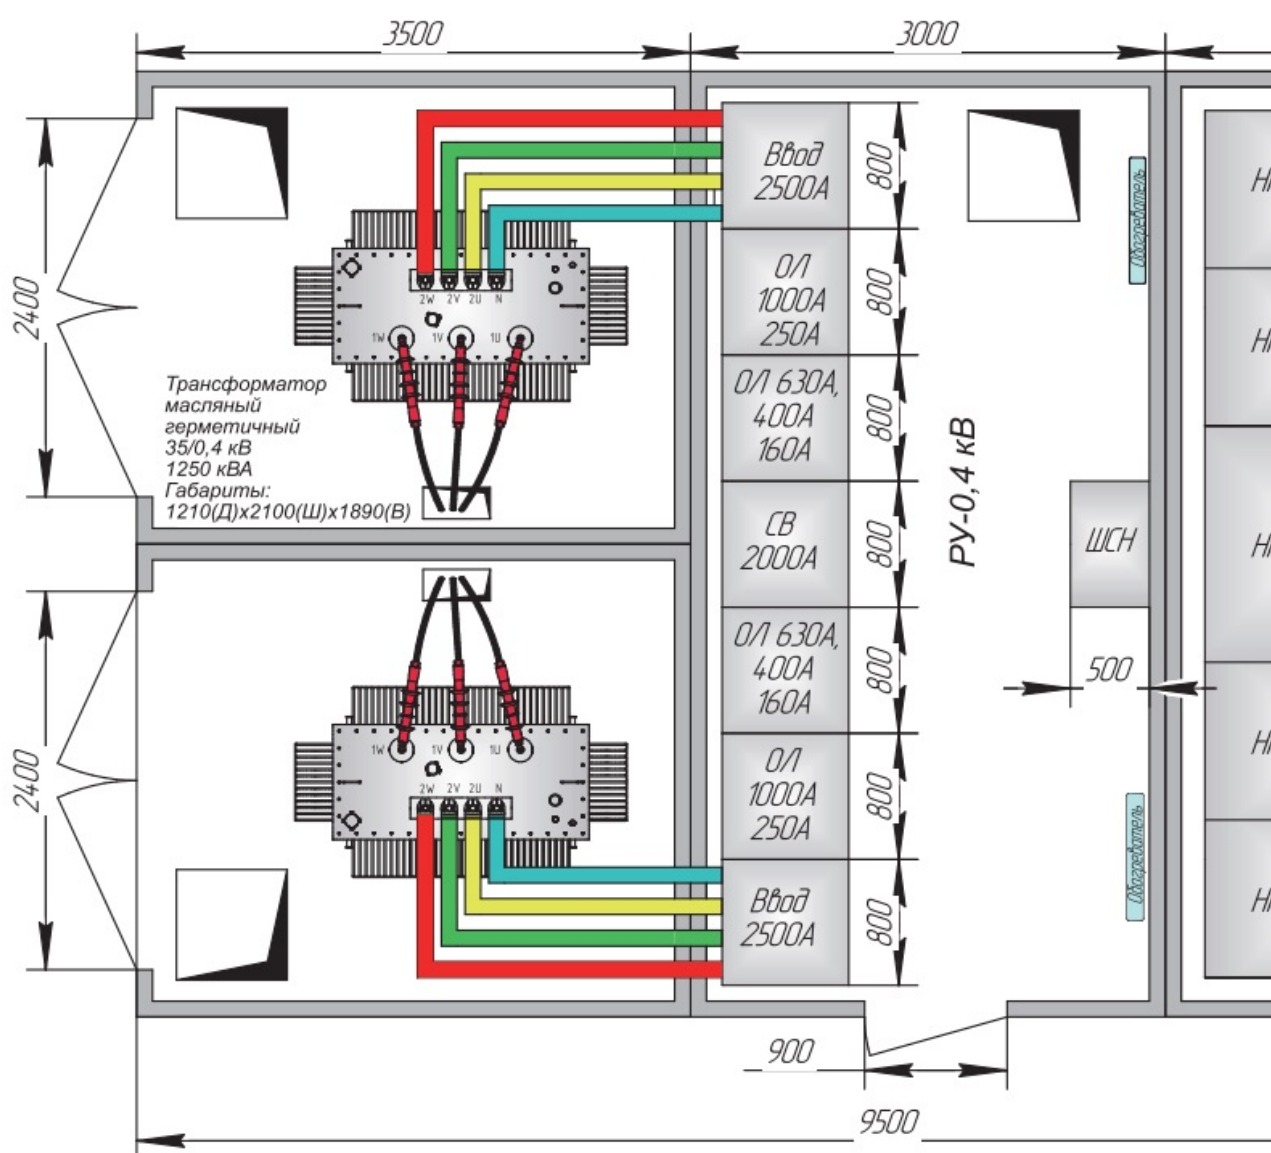 3500
3000
2400
Ввод
2500А
800
Обогреватель
О/Л
1000А
250А
800
2W 2V 2U N
1W 1V 1U
Трансформатор
масляный
герметичный
35/0,4 кВ
1250 кВА
Габариты:
1210(Д)х2100(Ш)х1890(В)
О/Л 630А,
400А
160А
800
РУ-0,4 кВ
СВ
2000А
800
ШСН
О/Л 630А,
400А
160А
800
500
2400
1W 1V 1U
2W 2V 2U N
О/Л
1000А
250А
800
Обогреватель
Ввод
2500А
800
900
9500